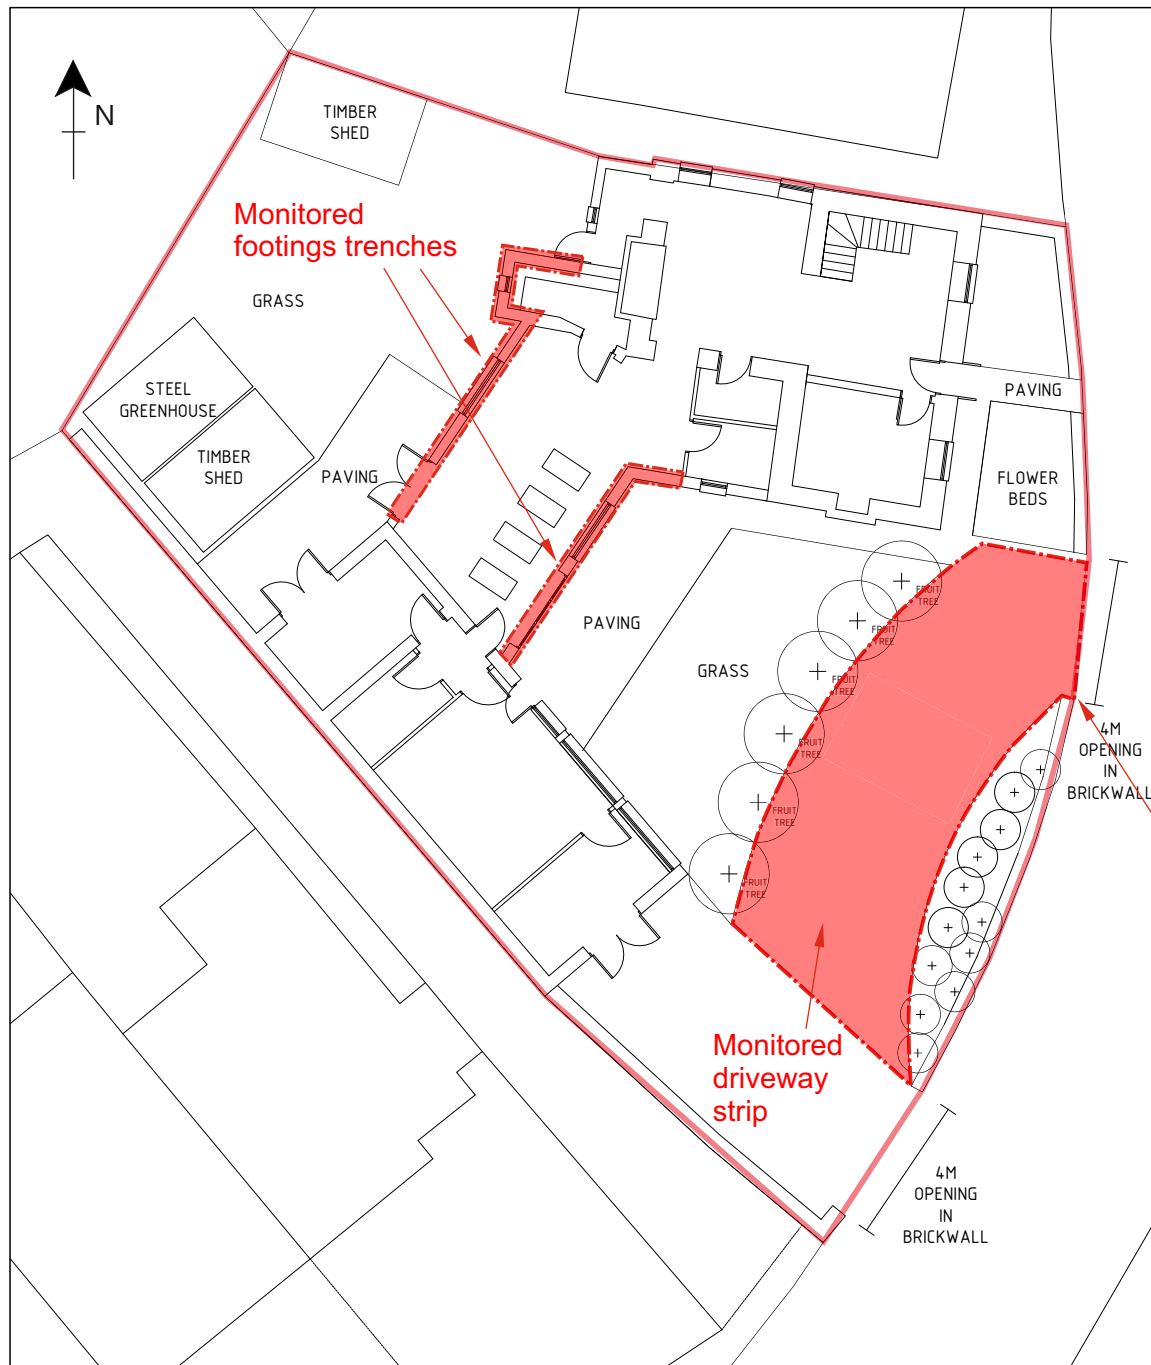 N
TIMBER
SHED
Monitored
footings trenches
GRASS
STEEL
GREENHOUSE
TIMBER
SHED
PAVING
PAVING
FLOWER
BEDS
PAVING
GRASS
FRUIT
TREE
FRUIT
TREE
FRUIT
TREE
FRUIT
TREE
FRUIT
TREE
FRUIT
TREE
4M
OPENING
IN
BRICKWALL
Monitored
driveway
strip
4M
OPENING
IN
BRICKWALL